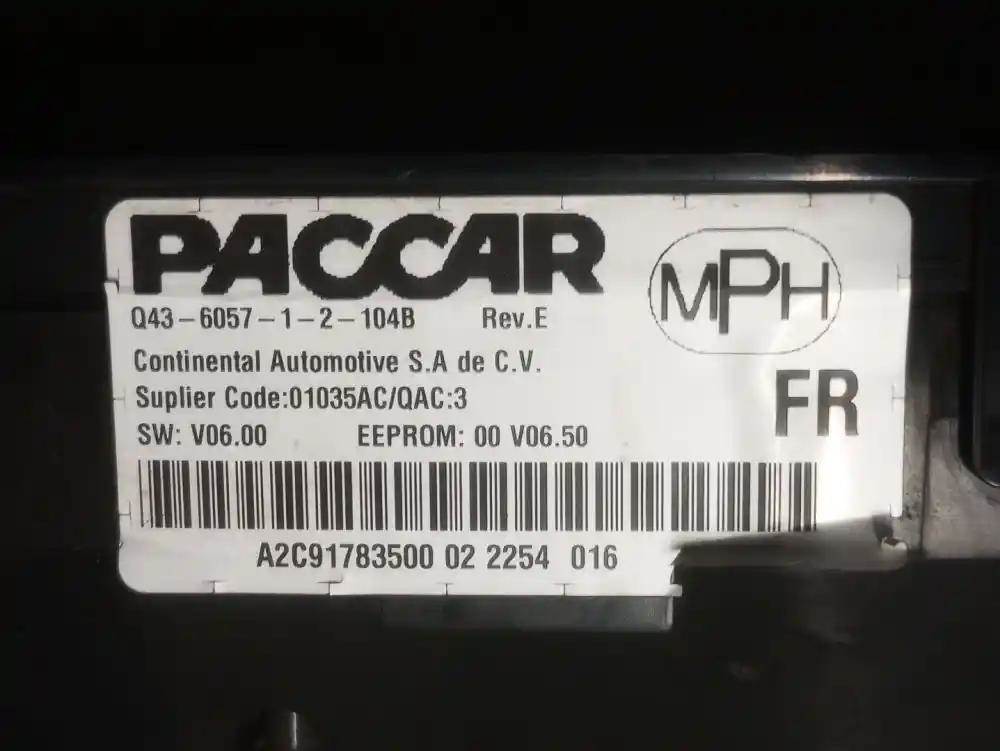 PACCAR
MPH
Q43-6057-1-2-104B Rev.E
Continental Automotive S.A de C.V.
Suplier Code:01035AC/QAC:3
FR
SW: V06.00 EEPROM: 00 V06.50
A2C91783500 02 2254 016